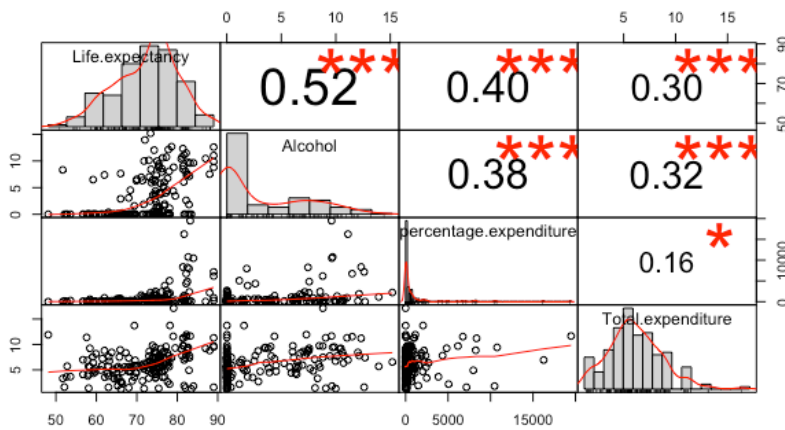 0 5 10 15 5 10 15
Life.expectancy
0.52 ***
0.40 ***
0.30 ***
50 70 90
0 5 10
Alcohol
0.38 ***
0.32 ***
percentage.expenditure
0.16 *
0 10000
5 10
Total.expenditure
50 60 70 80 90 0 5000 15000